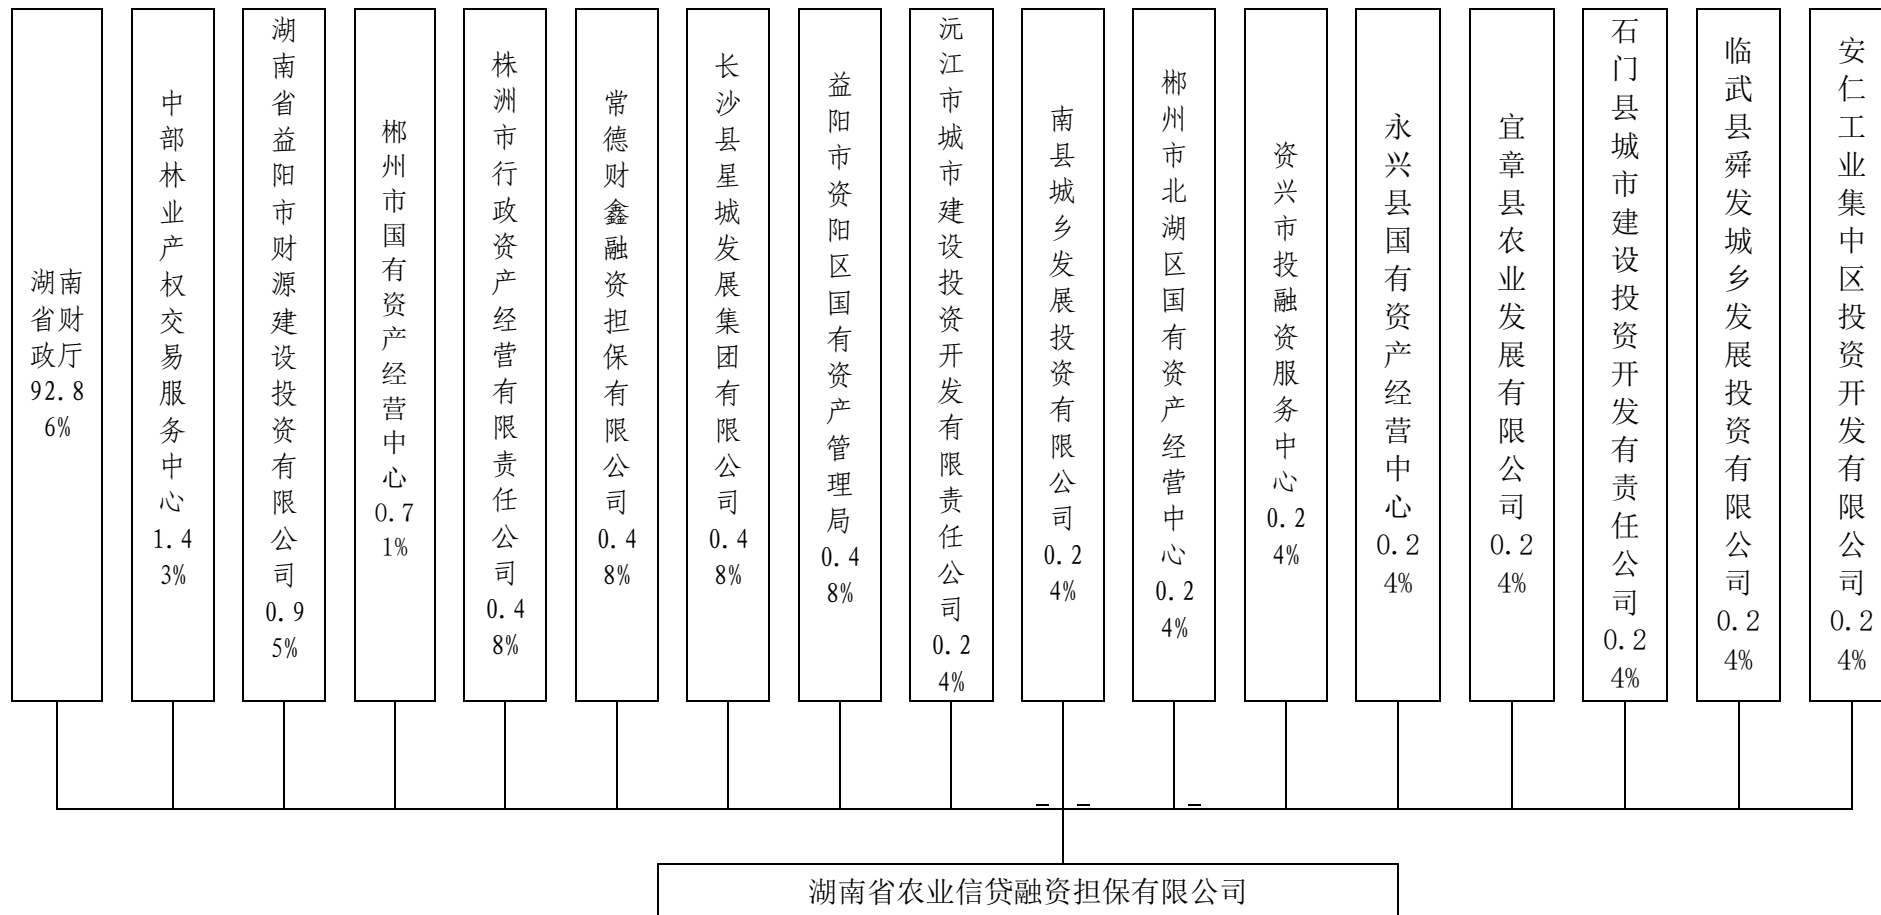 湖南
省财
政厅
92.8
6%
中部林业产权交易服务中心1.43%
湖南省益阳市财源建设投资有限公司0.95%
郴州市国有资产经营中心0.71%
株洲市行政资产经营有限责任公司0.48%
常德财鑫融资担保有限公司0.48%
长沙县星城发展集团有限公司0.48%
益阳市资阳区国有资产管理局0.48%
沅江市城市建设投资开发有限责任公司0.24%
南县城乡发展投资有限公司0.24%
郴州市北湖区国有资产经营中心0.24%
资兴市投融资服务中心0.24%
永兴县国有资产经营中心0.24%
宜章县农业发展有限公司0.24%
石门县城市建设投资开发有责任公司0.24%
临武县舜发城乡发展投资有限公司0.24%
安仁工业集中区投资开发有限公司0.24%
湖南省农业信贷融资担保有限公司